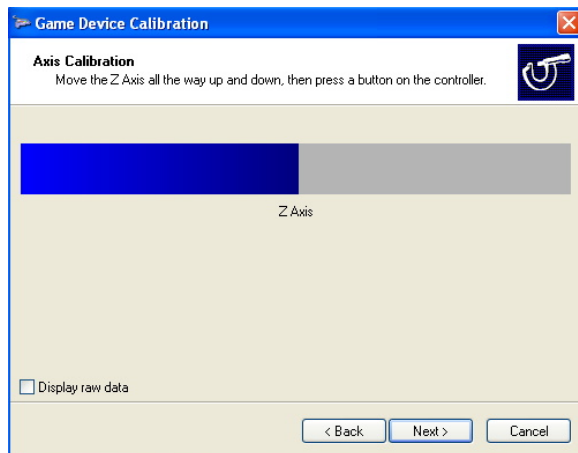 Game Device Calibration
Axis Calibration
Move the Z Axis all the way up and down, then press a button on the controller.
Z Axis
Display raw data
< Back Next > Cancel